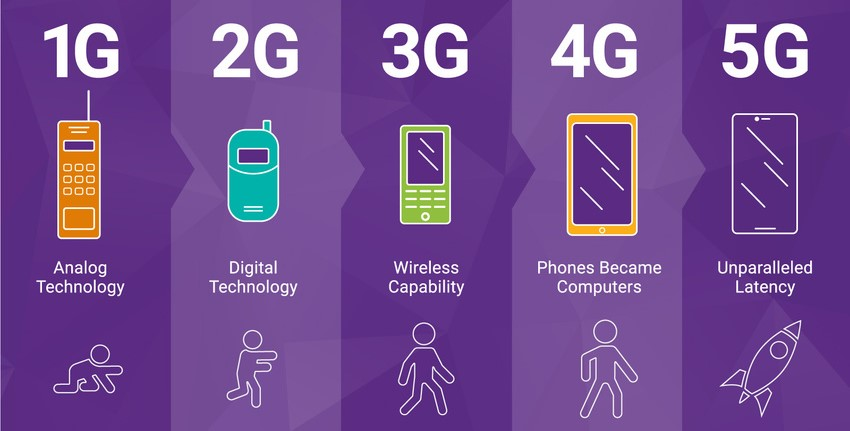 1G
Analog
Technology
2G
Digital
Technology
3G
Wireless
Capability
4G
Phones Became
Computers
5G
Unparalleled
Latency